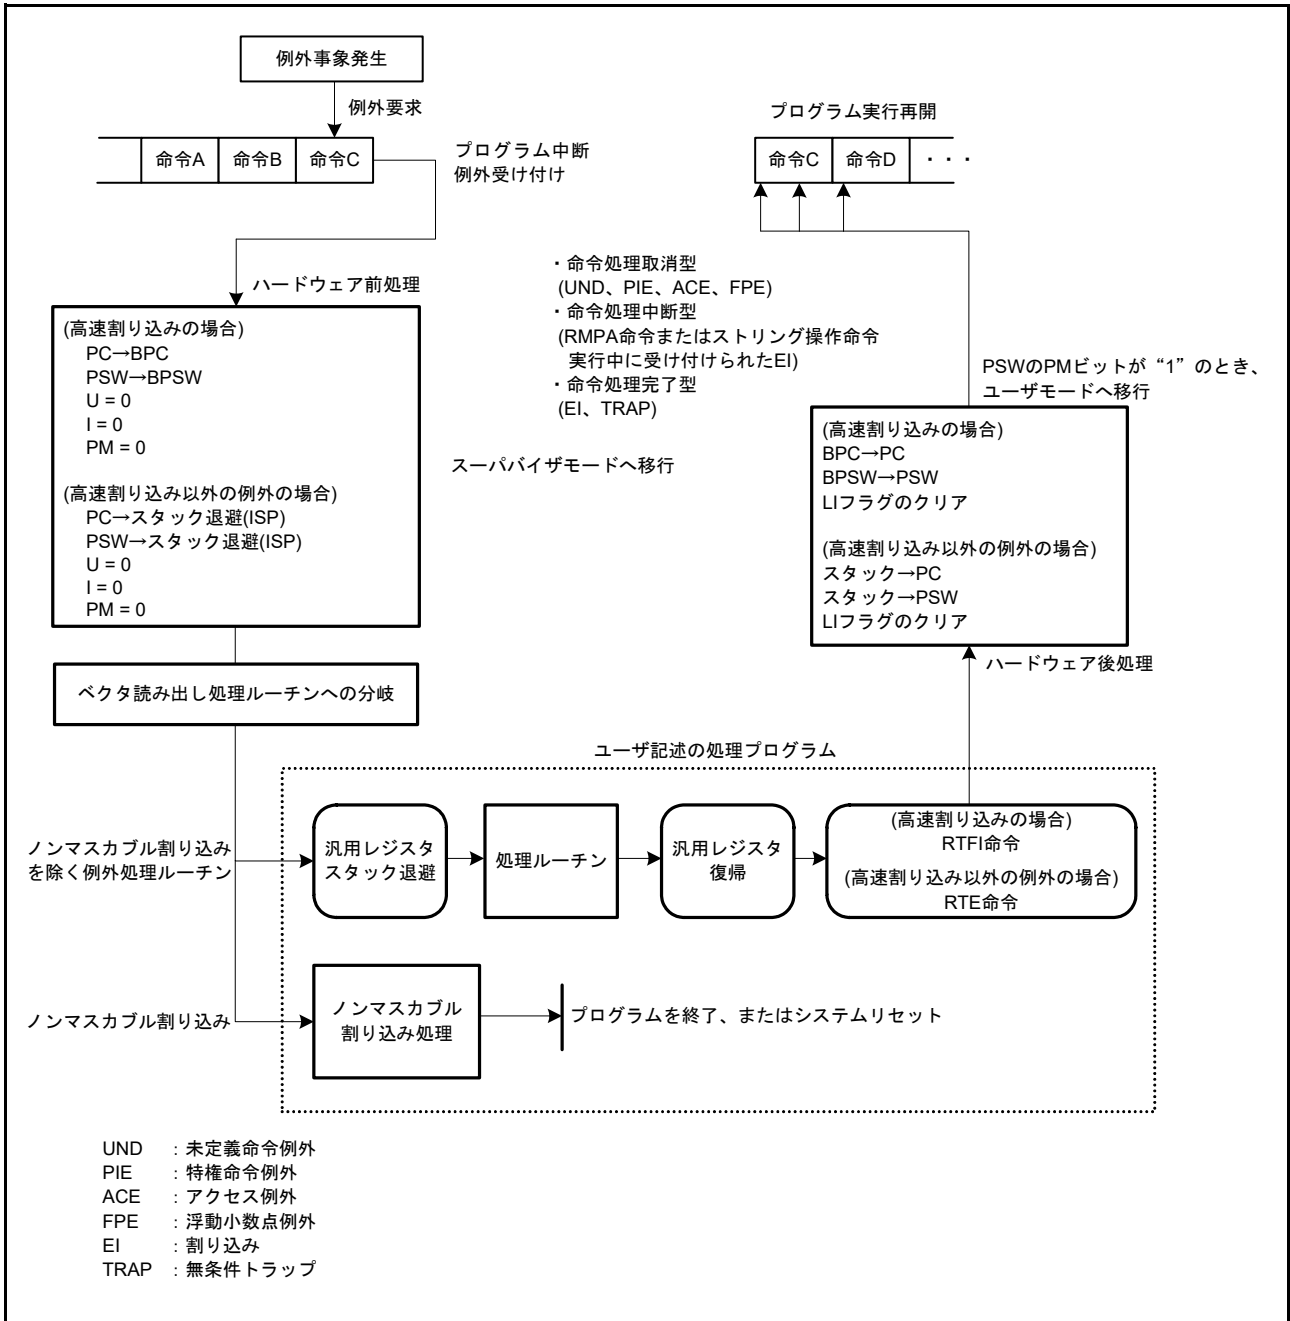 例外事象発生
例外要求
命令A
命令B
命令C
プログラム中断
例外受け付け
プログラム実行再開
命令C
命令D
・・・
ハードウェア前処理
(高速割り込みの場合)
PC→BPC
PSW→BPSW
U = 0
I = 0
PM = 0
(高速割り込み以外の例外の場合)
PC→スタック退避(ISP)
PSW→スタック退避(ISP)
U = 0
I = 0
PM = 0
スーパバイザモードへ移行
・命令処理取消型
(UND、PIE、ACE、FPE)
・命令処理中断型
(RMPA命令またはストリング操作命令
実行中に受け付けられたEI)
・命令処理完了型
(EI、TRAP)
PSWのPMビットが“1”のとき、
ユーザモードへ移行
(高速割り込みの場合)
BPC→PC
BPSW→PSW
LIフラグのクリア
(高速割り込み以外の例外の場合)
スタック→PC
スタック→PSW
LIフラグのクリア
ハードウェア後処理
ベクタ読み出し処理ルーチンへの分岐
ユーザ記述の処理プログラム
ノンマスカブル割り込み
を除く例外処理ルーチン
汎用レジスタ
スタック退避
処理ルーチン
汎用レジスタ
復帰
(高速割り込みの場合)
RTFI命令
(高速割り込み以外の例外の場合)
RTE命令
ノンマスカブル割り込み
ノンマスカブル
割り込み処理
プログラムを終了、またはシステムリセット
UND : 未定義命令例外
PIE : 特権命令例外
ACE : アクセス例外
FPE : 浮動小数点例外
EI : 割り込み
TRAP : 無条件トラップ